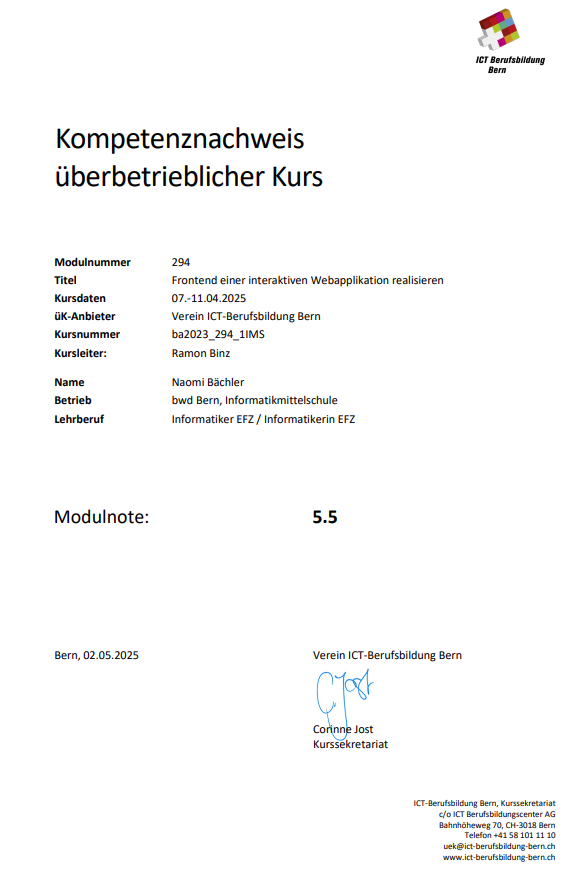 ICT Berufsbildung
Bern
Kompetenznachweis
überbetrieblicher Kurs
Modulnummer 294
Titel Frontend einer interaktiven Webapplikation realisieren
Kursdaten 07.-11.04.2025
üK-Anbieter Verein ICT-Berufsbildung Bern
Kursnummer ba2023_294_1IMS
Kursleiter: Ramon Binz
Name Naomi Bächler
Betrieb bwd Bern, Informatikmittelschule
Lehrberuf Informatiker EFZ / Informatikerin EFZ
Modulnote: 5.5
Bern, 02.05.2025 Verein ICT-Berufsbildung Bern
CJost
Corinne Jost
Kurssekretariat
ICT-Berufsbildung Bern, Kurssekretariat
c/o ICT Berufsbildungscenter AG
Bahnhöheweg 70, CH-3018 Bern
Telefon +41 58 101 11 10
uek@ict-berufsbildung-bern.ch
www.ict-berufsbildung-bern.ch